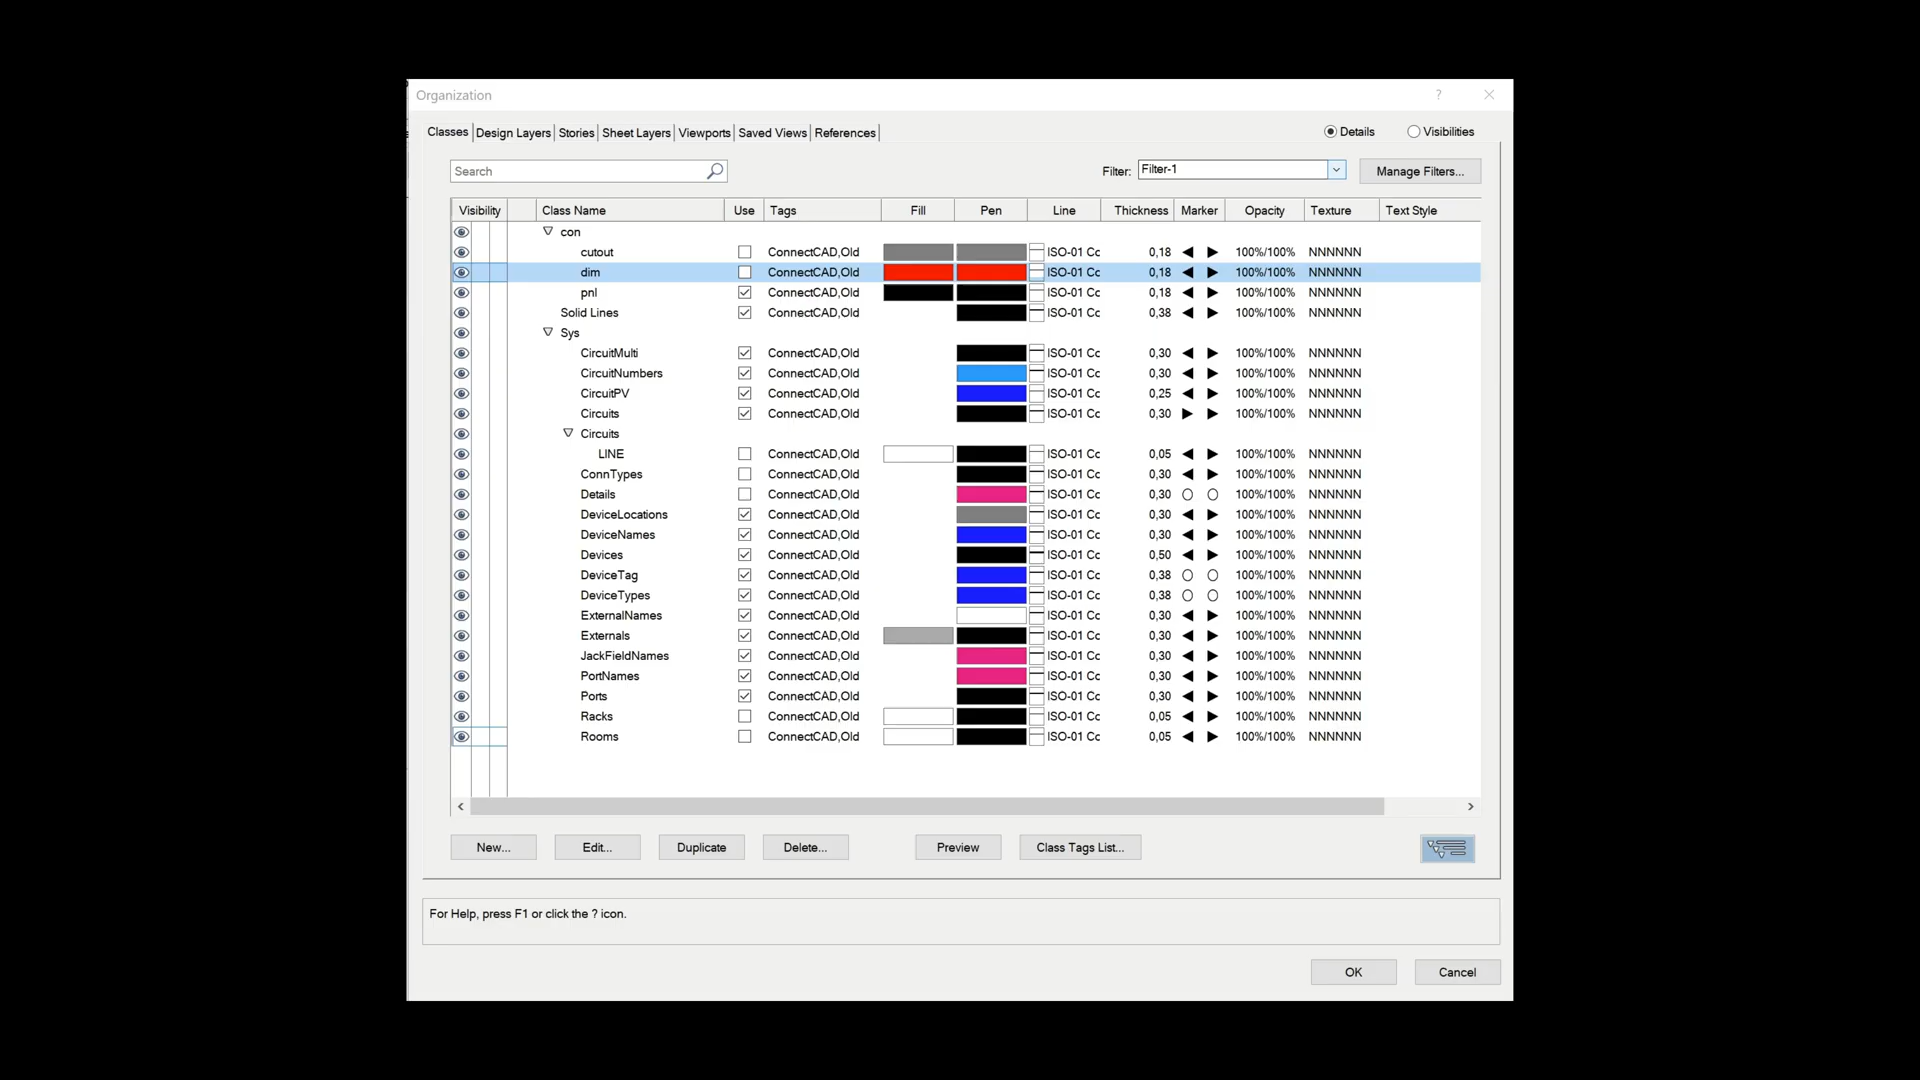 Organization ?
Classes Design Layers Stories Sheet Layers Viewports Saved Views References Details Visibilities
Search Filter: Filter-1 Manage Filters...
Visibility Class Name Use Tags Fill Pen Line Thickness Marker Opacity Texture Text Style
con
cutout ConnectCAD,Old ISO-01 Cc 0,18 100%/100% NNNNNN
dim ConnectCAD,Old ISO-01 Cc 0,18 100%/100% NNNNNN
pnl ConnectCAD,Old ISO-01 Cc 0,18 100%/100% NNNNNN
Solid Lines ConnectCAD,Old ISO-01 Cc 0,38 100%/100% NNNNNN
Sys
CircuitMulti ConnectCAD,Old ISO-01 Cc 0,30 100%/100% NNNNNN
CircuitNumbers ConnectCAD,Old ISO-01 Cc 0,30 100%/100% NNNNNN
CircuitPV ConnectCAD,Old ISO-01 Cc 0,25 100%/100% NNNNNN
Circuits ConnectCAD,Old ISO-01 Cc 0,30 100%/100% NNNNNN
Circuits
LINE ConnectCAD,Old ISO-01 Cc 0,05 100%/100% NNNNNN
ConnTypes ConnectCAD,Old ISO-01 Cc 0,30 100%/100% NNNNNN
Details ConnectCAD,Old ISO-01 Cc 0,30 100%/100% NNNNNN
DeviceLocations ConnectCAD,Old ISO-01 Cc 0,30 100%/100% NNNNNN
DeviceNames ConnectCAD,Old ISO-01 Cc 0,30 100%/100% NNNNNN
Devices ConnectCAD,Old ISO-01 Cc 0,50 100%/100% NNNNNN
DeviceTag ConnectCAD,Old ISO-01 Cc 0,38 100%/100% NNNNNN
DeviceTypes ConnectCAD,Old ISO-01 Cc 0,38 100%/100% NNNNNN
ExternalNames ConnectCAD,Old ISO-01 Cc 0,30 100%/100% NNNNNN
Externals ConnectCAD,Old ISO-01 Cc 0,30 100%/100% NNNNNN
JackFieldNames ConnectCAD,Old ISO-01 Cc 0,30 100%/100% NNNNNN
PortNames ConnectCAD,Old ISO-01 Cc 0,30 100%/100% NNNNNN
Ports ConnectCAD,Old ISO-01 Cc 0,30 100%/100% NNNNNN
Racks ConnectCAD,Old ISO-01 Cc 0,05 100%/100% NNNNNN
Rooms ConnectCAD,Old ISO-01 Cc 0,05 100%/100% NNNNNN
New... Edit... Duplicate Delete... Preview Class Tags List...
For Help, press F1 or click the ? icon.
OK Cancel